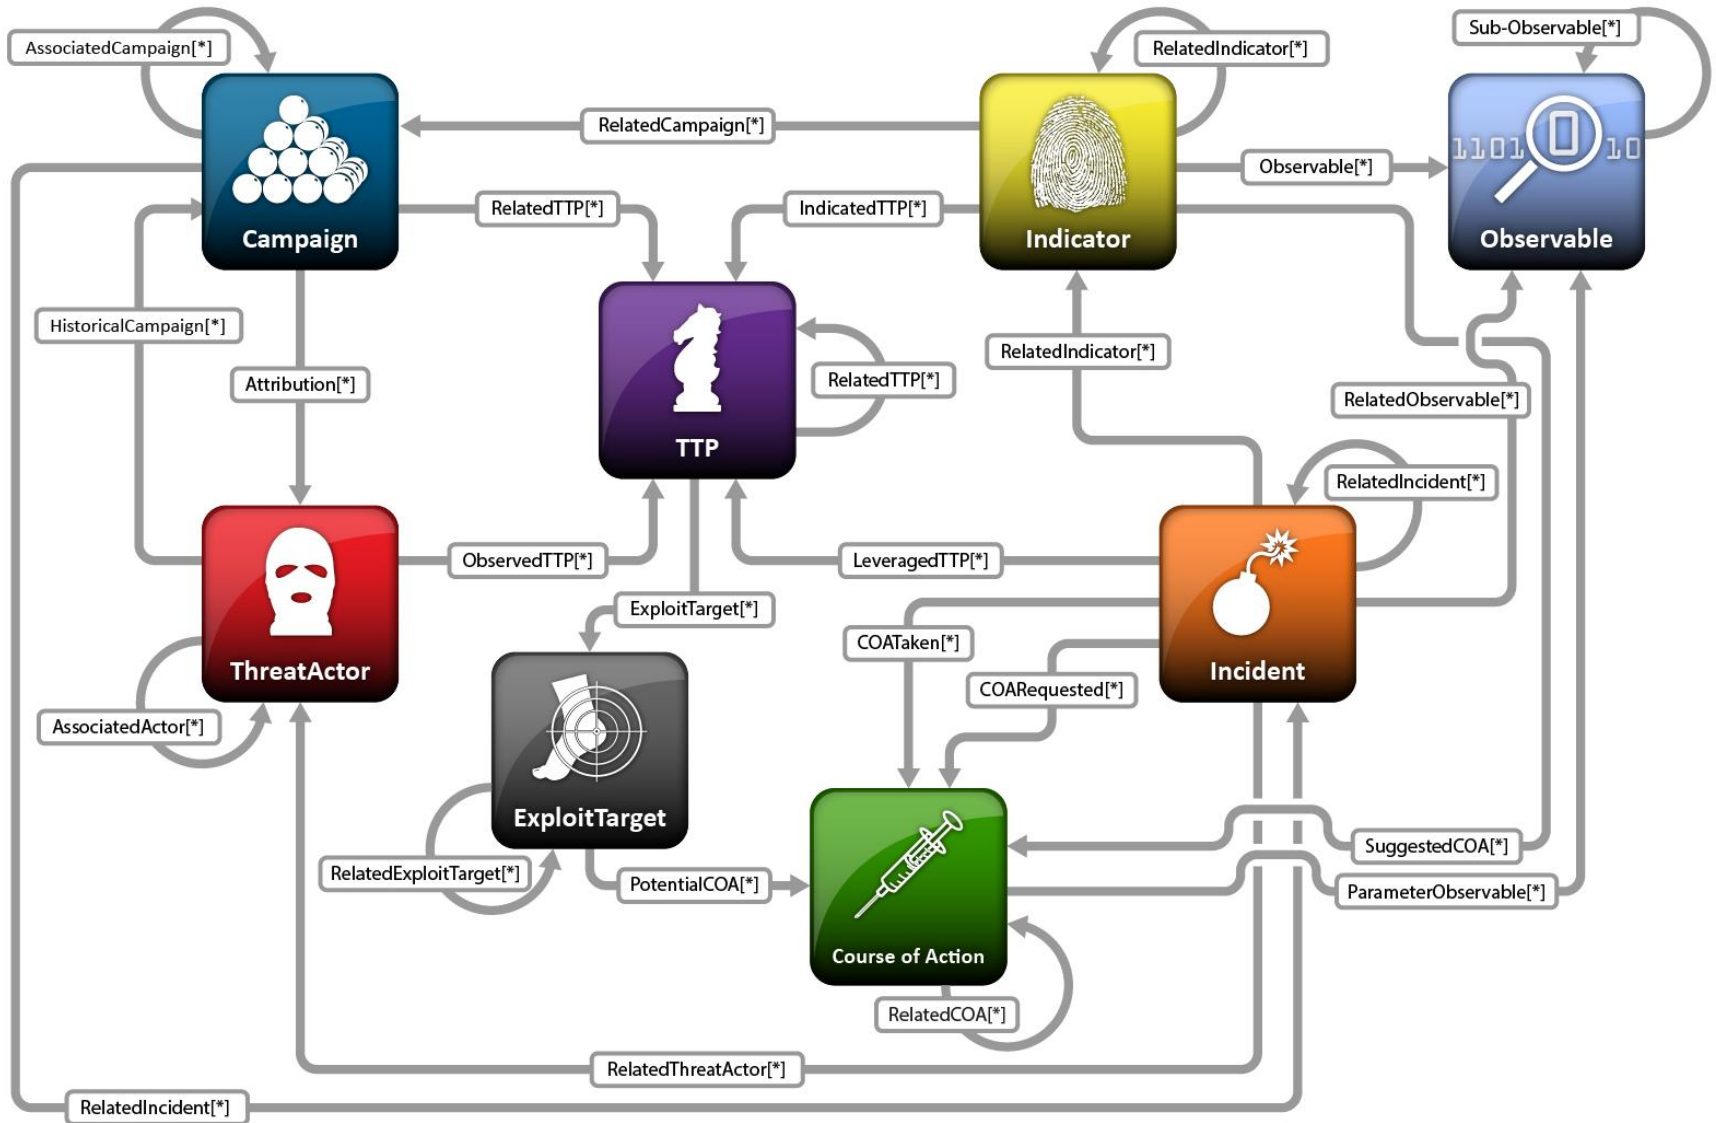 AssociatedCampaign[*]
RelatedIndicator[*]
Sub-Observable[*]
RelatedCampaign[*]
1101 0 10
Observable[*]
RelatedTTP[*]
IndicatedTTP[*]
Campaign
Indicator
Observable
HistoricalCampaign[*]
RelatedIndicator[*]
Attribution[*]
RelatedTTP[*]
RelatedObservable[*]
TTP
RelatedIncident[*]
ObservedTTP[*]
LeveragedTTP[*]
ExploitTarget[*]
COATaken[*]
ThreatActor
Incident
COARequested[*]
AssociatedActor[*]
ExploitTarget
SuggestedCOA[*]
RelatedExploitTarget[*]
PotentialCOA[*]
ParameterObservable[*]
Course of Action
RelatedCOA[*]
RelatedThreatActor[*]
RelatedIncident[*]